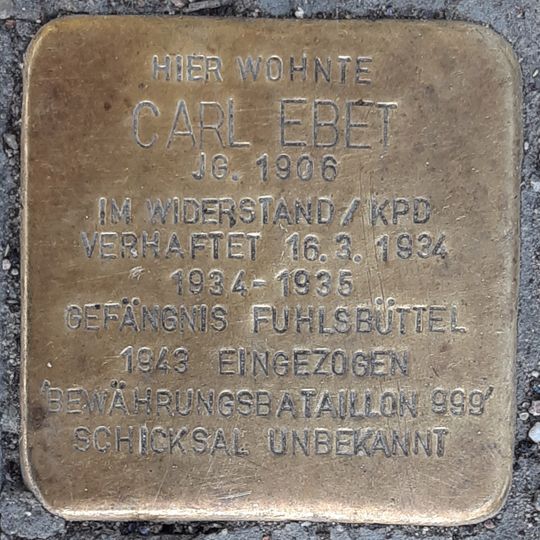 HIER WOHNTE
CARL EBET
JG. 1906
IM WIDERSTAND / KPD
VERHAFTET 16.3.1934
1934-1935
GEFÄNGNIS FUHLSBÜTTEL
1943 EINGEZOGEN
'BEWÄHRUNGSBATAILLON 999'
SCHICKSAL UNBEKANNT